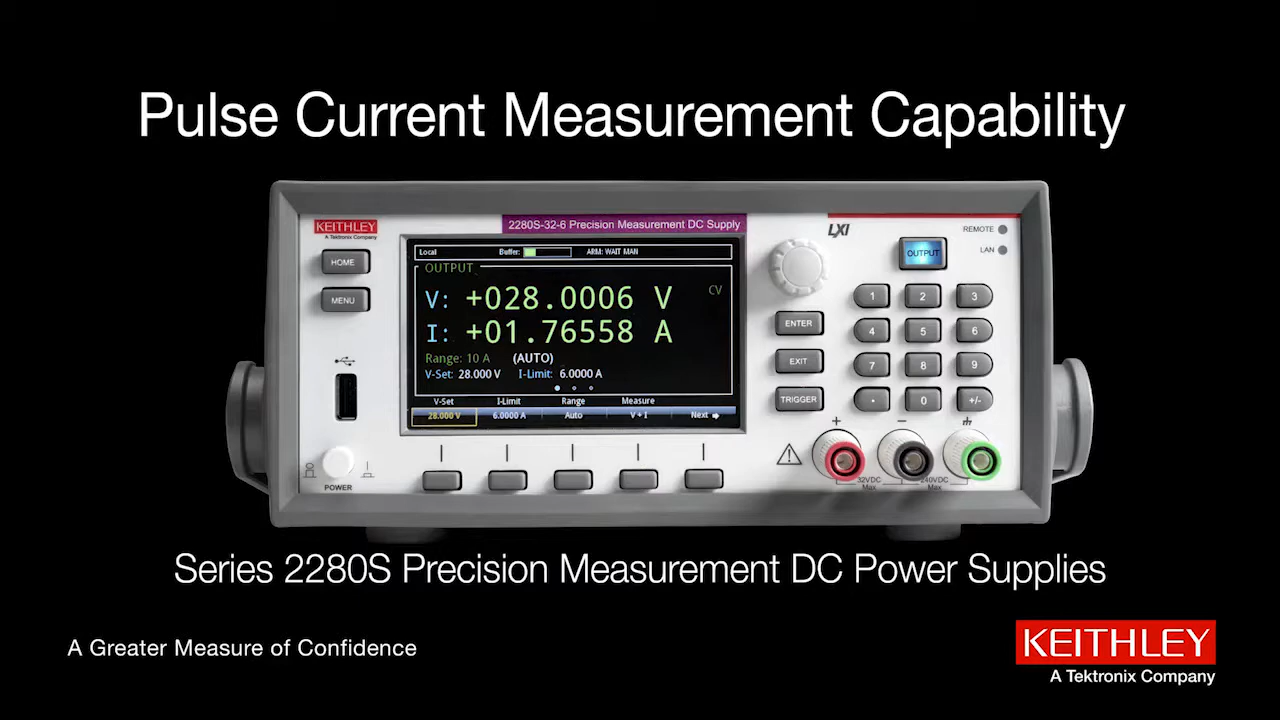 Pulse Current Measurement Capability
KEITHLEY
A Tektronix Company
2280S-32-6 Precision Measurement DC Supply
LXI
REMOTE
LAN
HOME
MENU
Local
Buffer:
ARM: WAIT MAN
OUTPUT
CV
V: +028.0006 V
I: +01.76558 A
Range: 10 A (AUTO)
V-Set: 28.000 V I-Limit: 6.0000 A
V-Set I-Limit Range Measure
28.000 V 6.0000 A Auto V + I Next
OUTPUT
1 2 3
ENTER
4 5 6
EXIT
7 8 9
TRIGGER
. 0 +/-
+ −
32VDC Max
240VDC Max
POWER
Series 2280S Precision Measurement DC Power Supplies
A Greater Measure of Confidence
KEITHLEY
A Tektronix Company